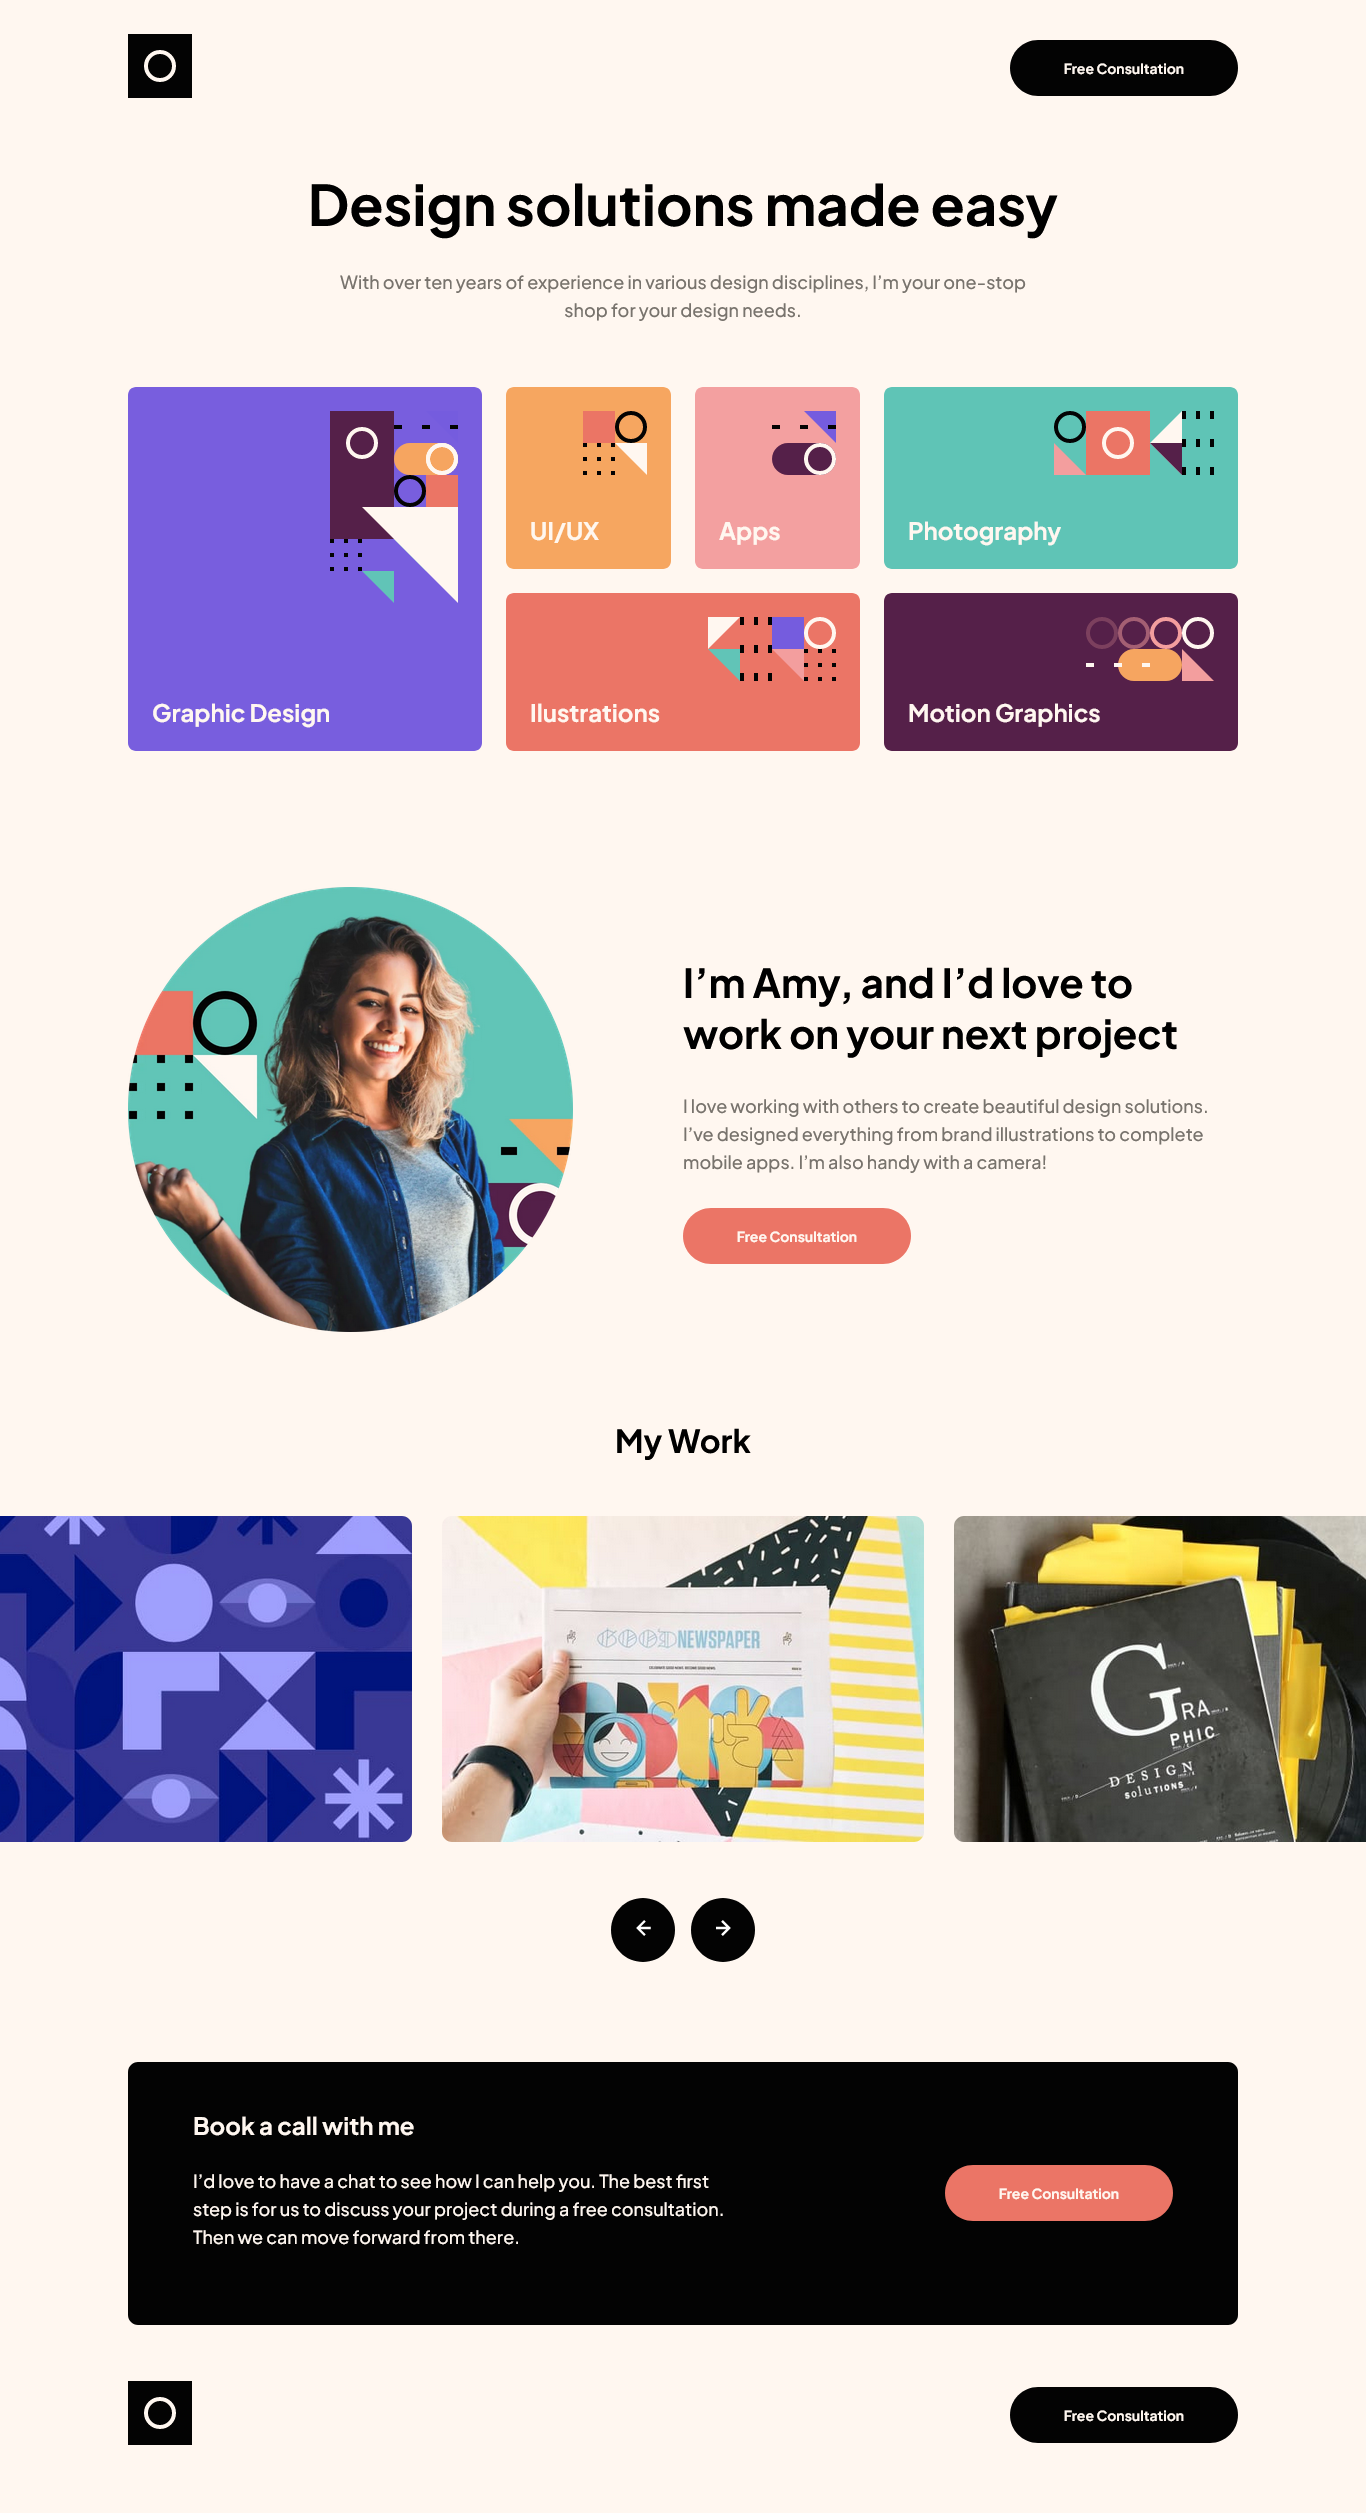 Free Consultation
Design solutions made easy
With over ten years of experience in various design disciplines, I’m your one-stop
shop for your design needs.
Graphic Design
UI/UX
Apps
Photography
Ilustrations
Motion Graphics
I’m Amy, and I’d love to
work on your next project
I love working with others to create beautiful design solutions.
I’ve designed everything from brand illustrations to complete
mobile apps. I’m also handy with a camera!
Free Consultation
My Work
GOOD NEWSPAPER
GRA
PHIC
DESIGN
SOLUTIONS
Book a call with me
I’d love to have a chat to see how I can help you. The best first
step is for us to discuss your project during a free consultation.
Then we can move forward from there.
Free Consultation
Free Consultation